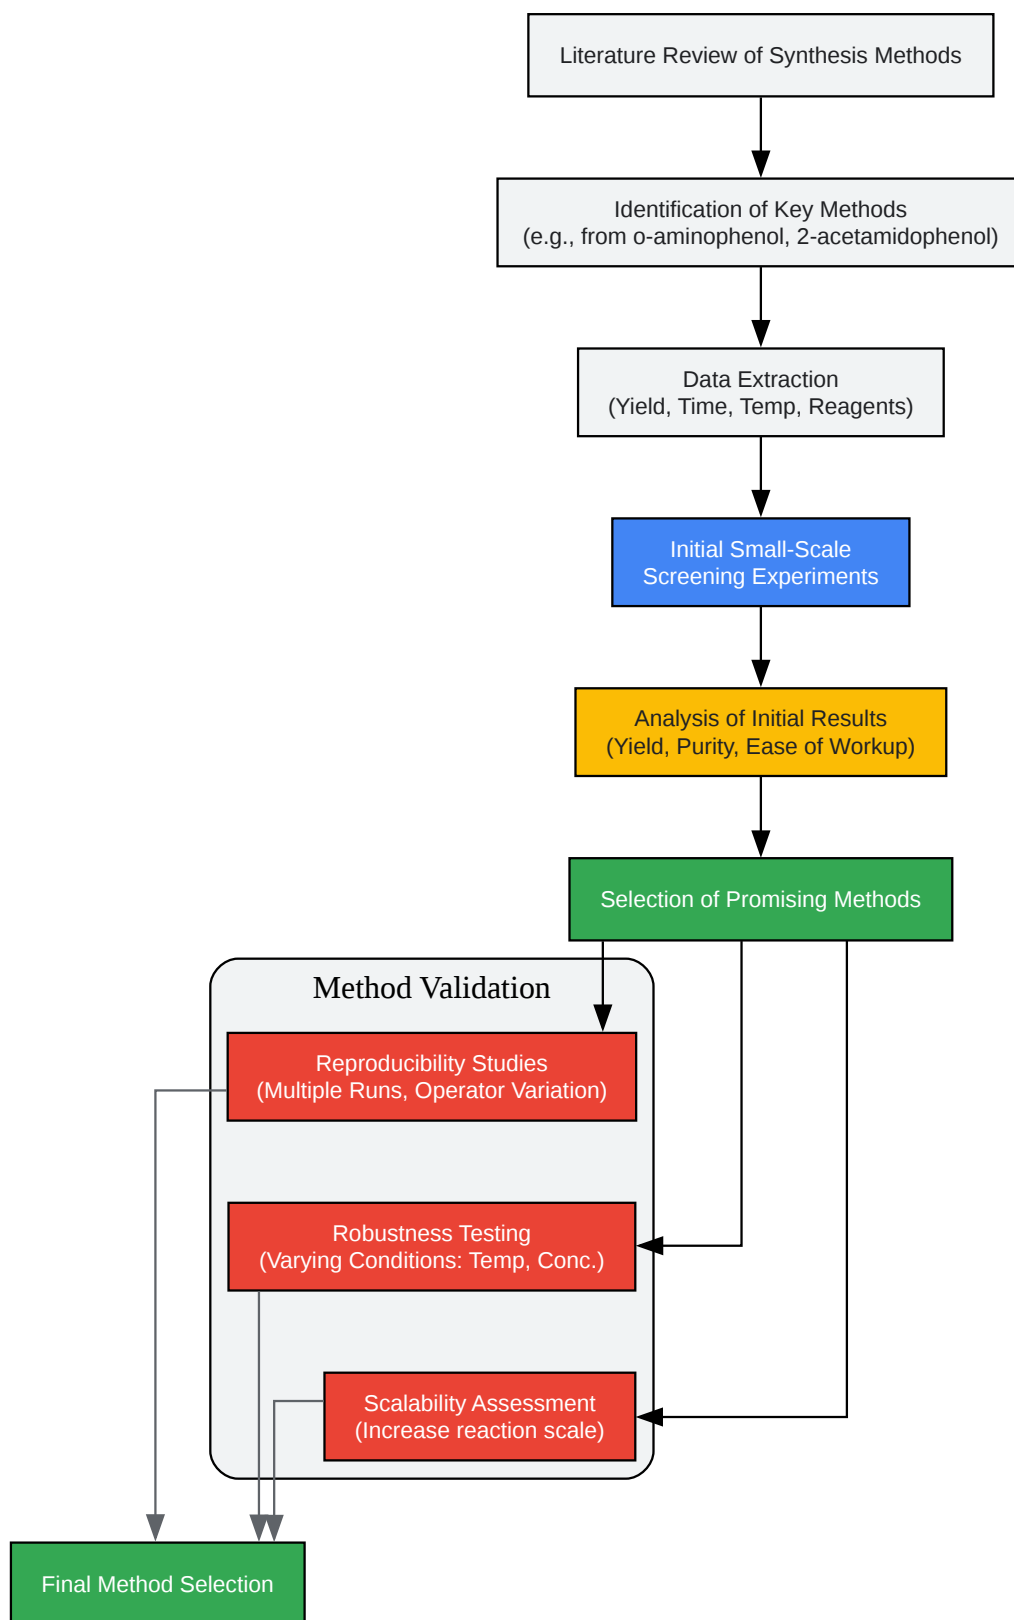 Literature Review of Synthesis Methods
Identification of Key Methods
(e.g., from o-aminophenol, 2-acetamidophenol)
Data Extraction
(Yield, Time, Temp, Reagents)
Initial Small-Scale
Screening Experiments
Analysis of Initial Results
(Yield, Purity, Ease of Workup)
Selection of Promising Methods
Method Validation
Reproducibility Studies
(Multiple Runs, Operator Variation)
Robustness Testing
(Varying Conditions: Temp, Conc.)
Scalability Assessment
(Increase reaction scale)
Final Method Selection